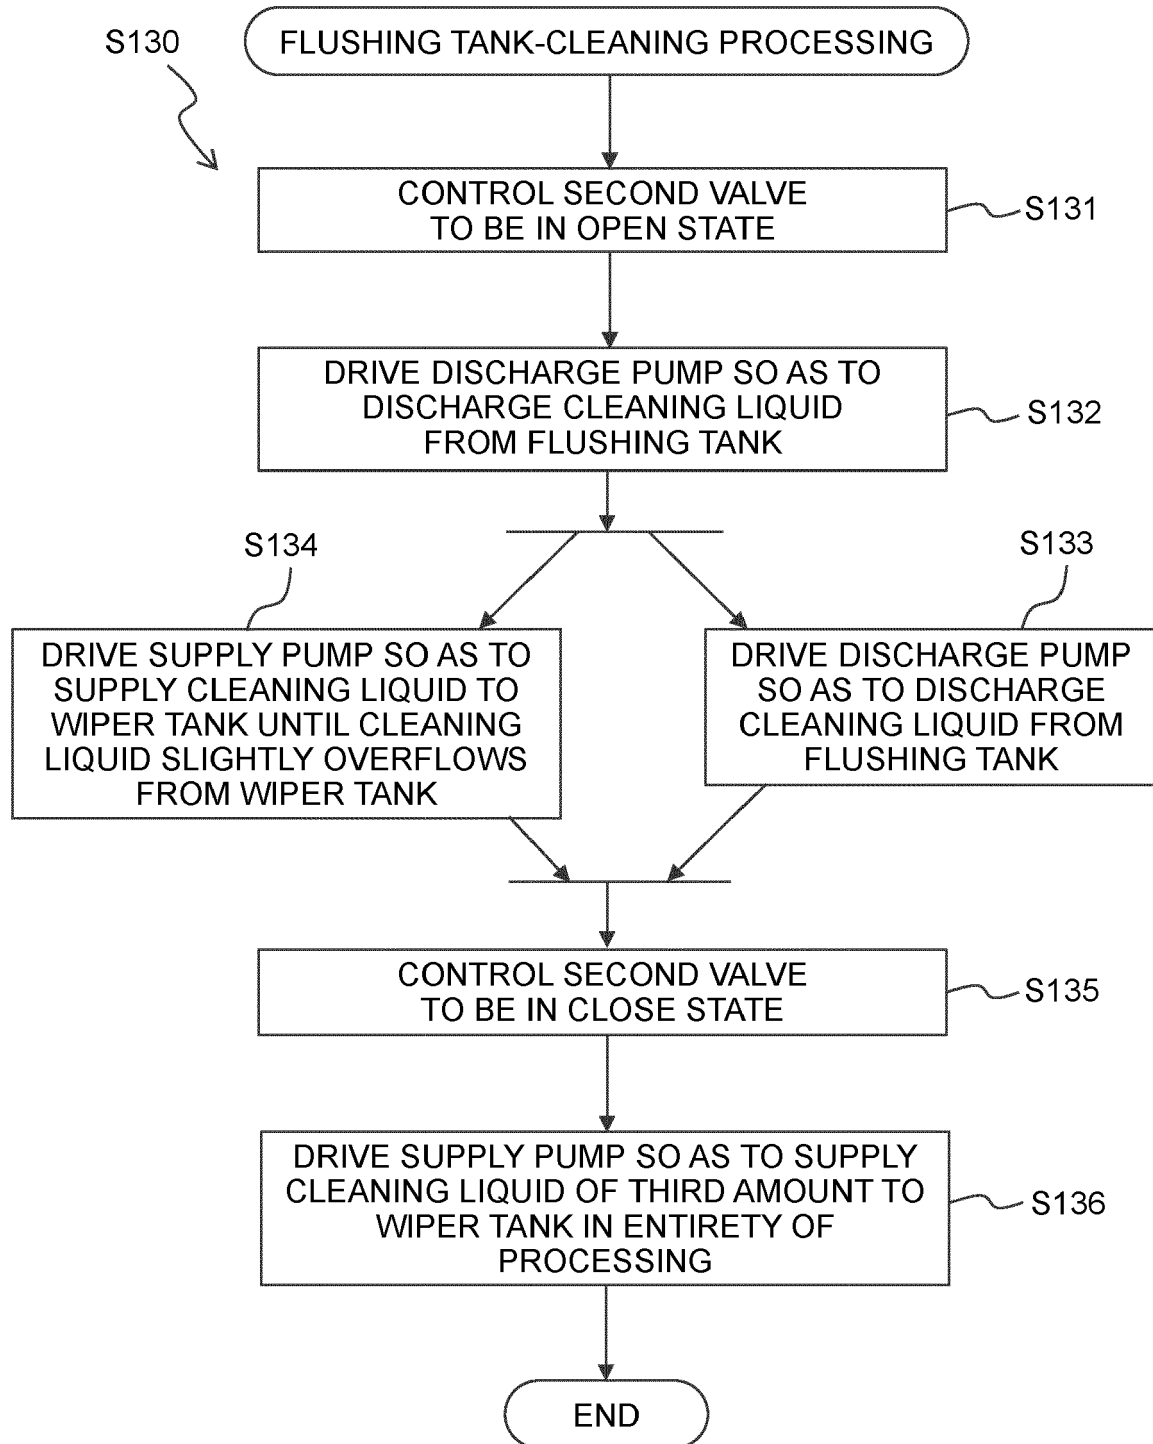 S130
FLUSHING TANK-CLEANING PROCESSING
CONTROL SECOND VALVE
TO BE IN OPEN STATE
S131
DRIVE DISCHARGE PUMP SO AS TO
DISCHARGE CLEANING LIQUID
FROM FLUSHING TANK
S132
S134
DRIVE SUPPLY PUMP SO AS TO
SUPPLY CLEANING LIQUID TO
WIPER TANK UNTIL CLEANING
LIQUID SLIGHTLY OVERFLOWS
FROM WIPER TANK
S133
DRIVE DISCHARGE PUMP
SO AS TO DISCHARGE
CLEANING LIQUID FROM
FLUSHING TANK
CONTROL SECOND VALVE
TO BE IN CLOSE STATE
S135
DRIVE SUPPLY PUMP SO AS TO SUPPLY
CLEANING LIQUID OF THIRD AMOUNT TO
WIPER TANK IN ENTIRETY OF
PROCESSING
S136
END